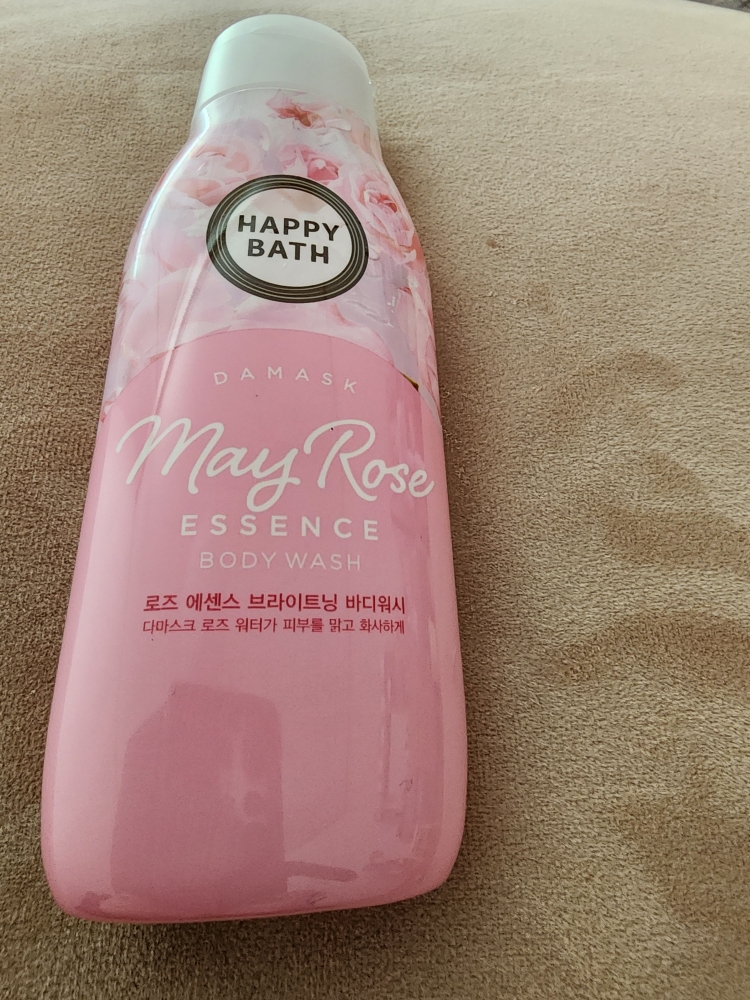 HAPPY
BATH
DAMASK
May Rose
ESSENCE
BODY WASH
로즈 에센스 브라이트닝 바디워시
다마스크 로즈 워터가 피부를 맑고 화사하게